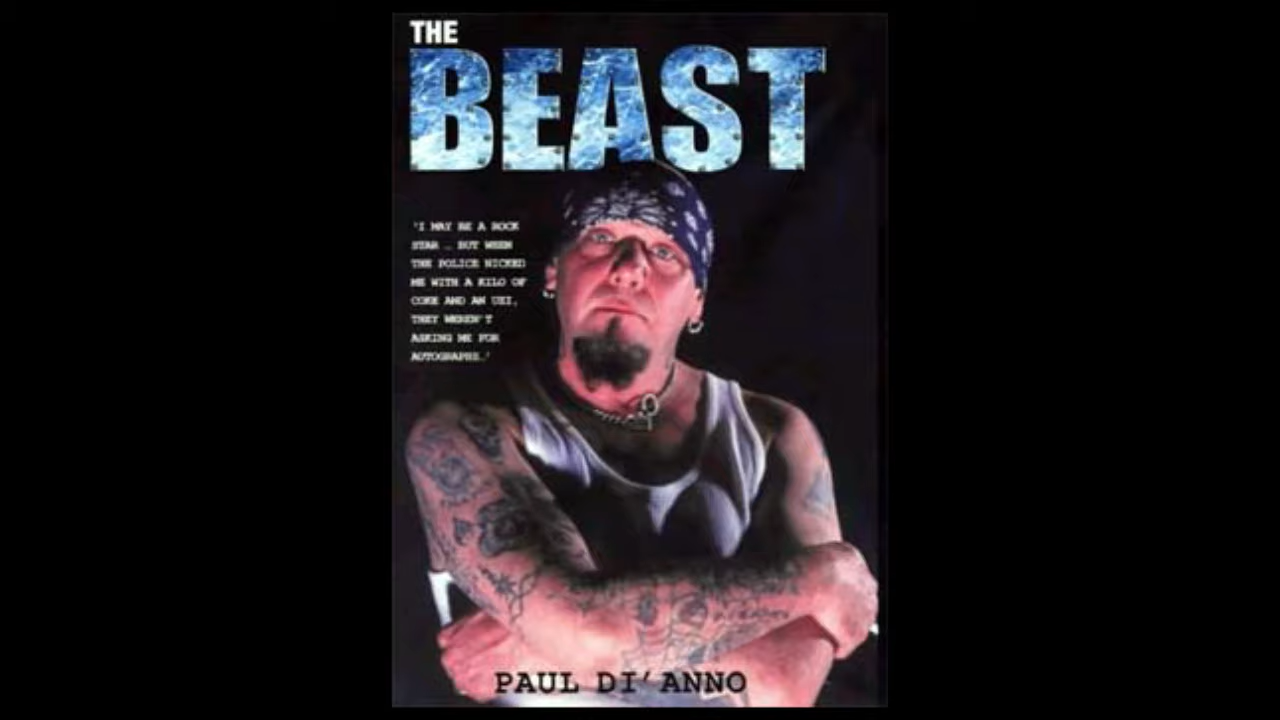 THE
BEAST
'I MAY BE A ROCK
STAR … BUT WHEN
THE POLICE NICKED
ME WITH A KILO OF
COKE AND AN UZI,
THEY WEREN'T
ASKING ME FOR
AUTOGRAPHS…'
PAUL DI'ANNO